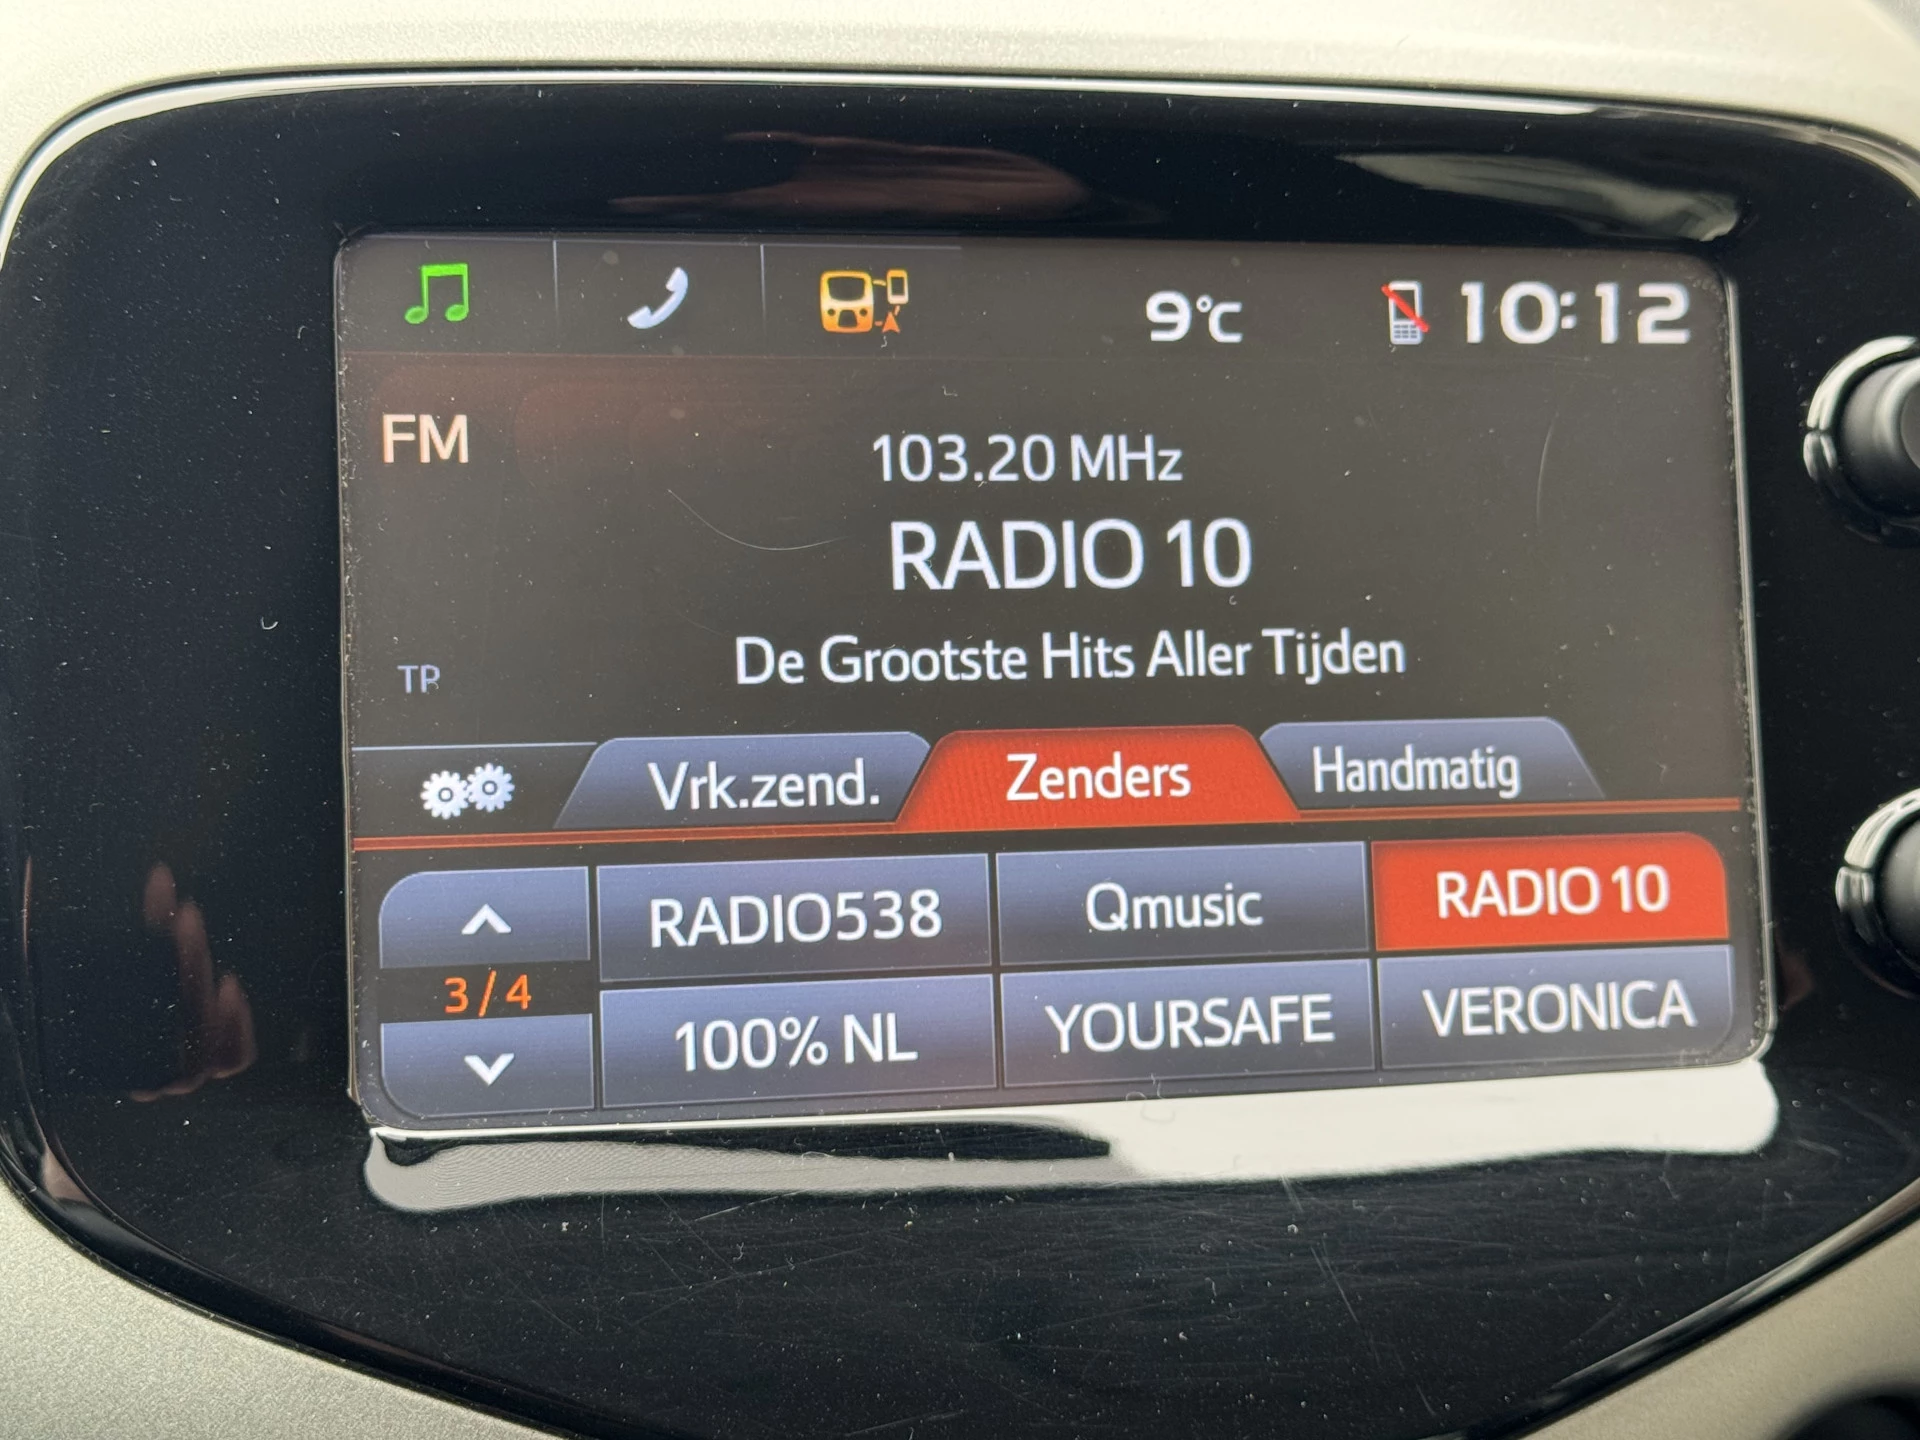 9°C 10:12
FM
103.20 MHz
RADIO 10
De Grootste Hits Aller Tijden
TP
Vrk.zend. Zenders Handmatig
RADIO538 Qmusic RADIO 10
3/4
100% NL YOURSAFE VERONICA